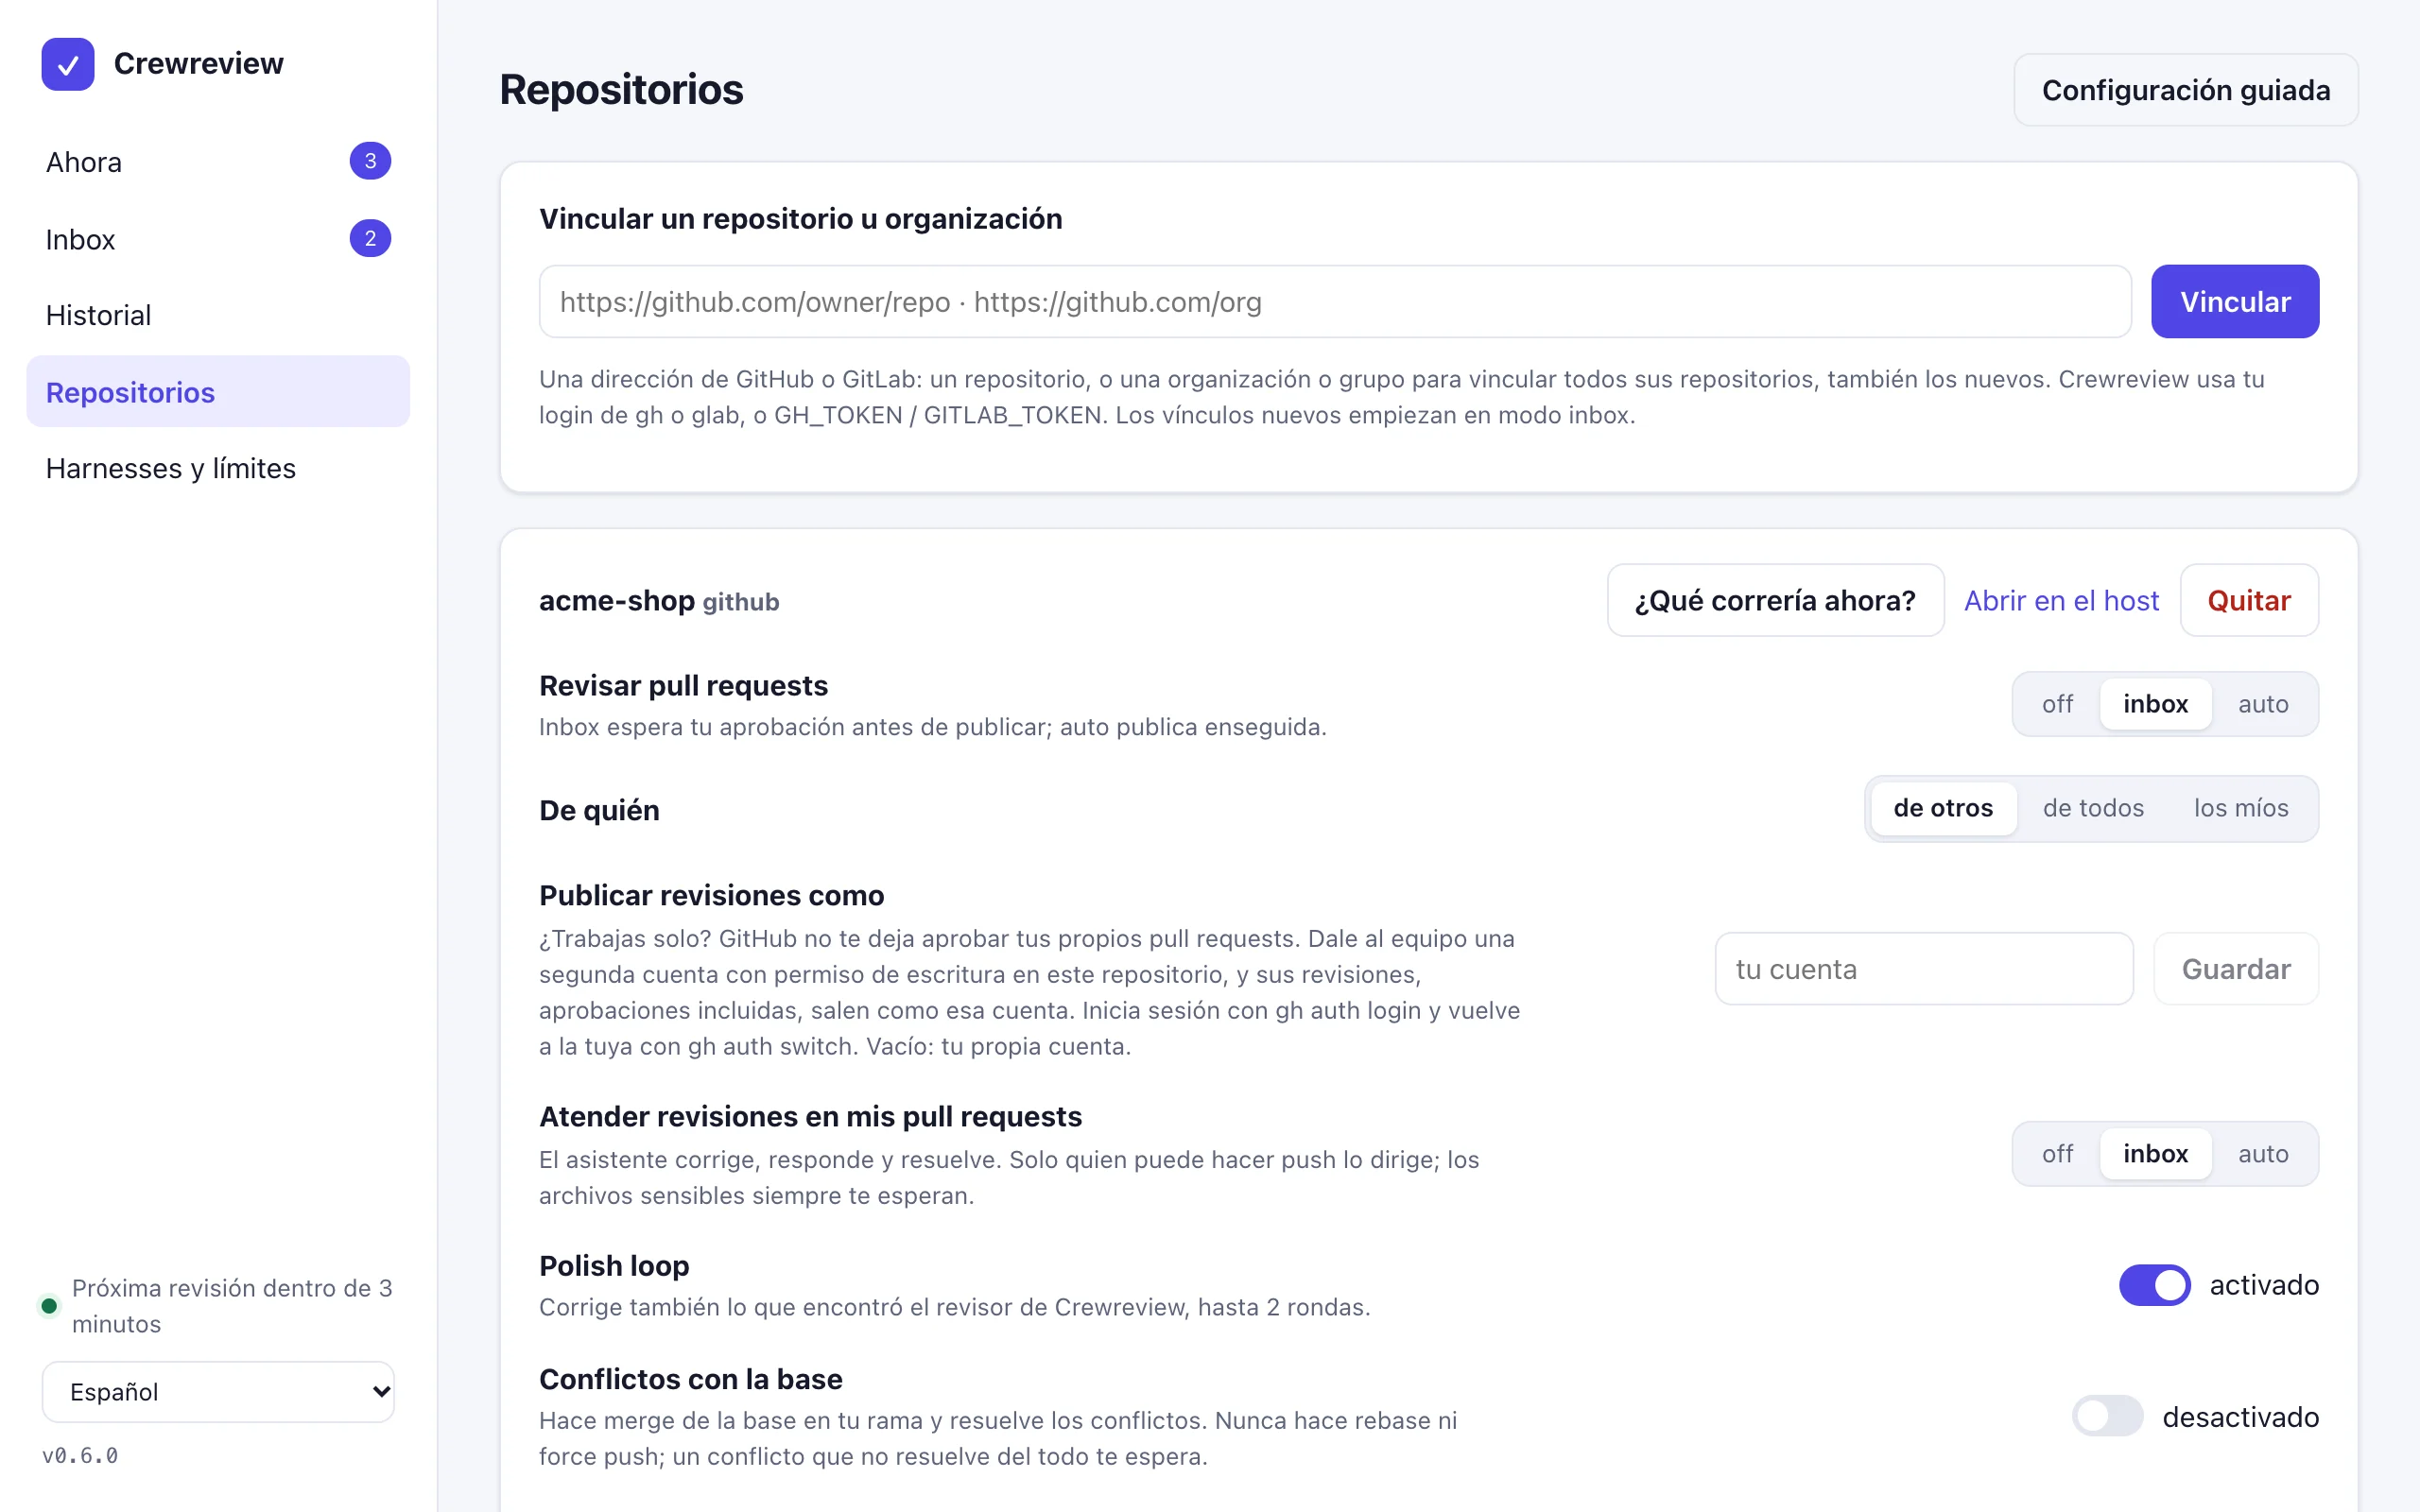 Crewreview
Ahora 3
Inbox 2
Historial
Repositorios
Harnesses y límites
Próxima revisión dentro de 3
minutos
Español
v0.6.0
Repositorios
Configuración guiada
Vincular un repositorio u organización
https://github.com/owner/repo · https://github.com/org
Vincular
Una dirección de GitHub o GitLab: un repositorio, o una organización o grupo para vincular todos sus repositorios, también los nuevos. Crewreview usa tu
login de gh o glab, o GH_TOKEN / GITLAB_TOKEN. Los vínculos nuevos empiezan en modo inbox.
acme-shop github
¿Qué correría ahora?
Abrir en el host
Quitar
Revisar pull requests
Inbox espera tu aprobación antes de publicar; auto publica enseguida.
off inbox auto
De quién
de otros de todos los míos
Publicar revisiones como
¿Trabajas solo? GitHub no te deja aprobar tus propios pull requests. Dale al equipo una
segunda cuenta con permiso de escritura en este repositorio, y sus revisiones,
aprobaciones incluidas, salen como esa cuenta. Inicia sesión con gh auth login y vuelve
a la tuya con gh auth switch. Vacío: tu propia cuenta.
tu cuenta
Guardar
Atender revisiones en mis pull requests
El asistente corrige, responde y resuelve. Solo quien puede hacer push lo dirige; los
archivos sensibles siempre te esperan.
off inbox auto
Polish loop
Corrige también lo que encontró el revisor de Crewreview, hasta 2 rondas.
activado
Conflictos con la base
Hace merge de la base en tu rama y resuelve los conflictos. Nunca hace rebase ni
force push; un conflicto que no resuelve del todo te espera.
desactivado